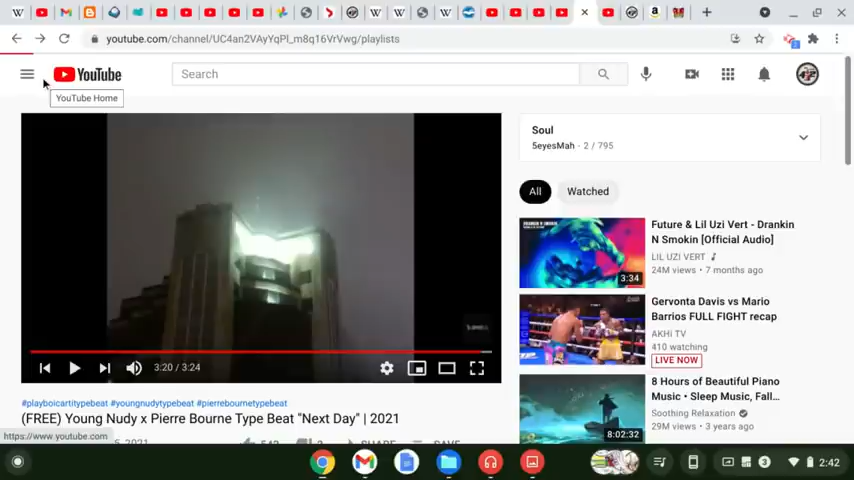 youtube.com/channel/UC4an2VAyYqPl_m8q16VrVwg/playlists
2
YouTube
Search
YouTube Home
Soul
5eyesMah - 2 / 795
All
Watched
Future & Lil Uzi Vert - Drankin
N Smokin [Official Audio]
LIL UZI VERT
24M views • 7 months ago
3:34
Gervonta Davis vs Mario
Barrios FULL FIGHT recap
AKHi TV
410 watching
LIVE NOW
8 Hours of Beautiful Piano
Music • Sleep Music, Fall...
Soothing Relaxation
29M views • 3 years ago
8:02:32
3:20 / 3:24
#playboicartitypebeat #youngnudytypebeat #pierrebournetypebeat
(FREE) Young Nudy x Pierre Bourne Type Beat "Next Day" | 2021
https://www.youtube.com
3
2:42